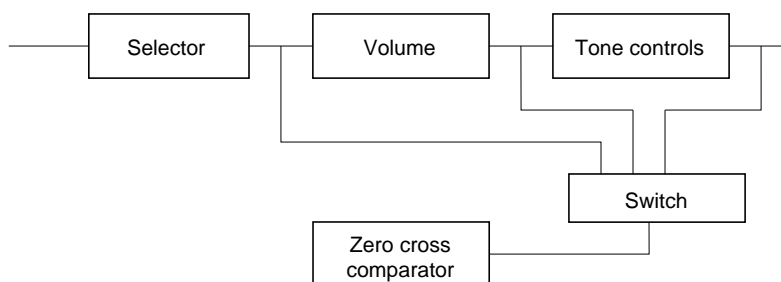 Selector
Volume
Tone controls
Switch
Zero cross
comparator